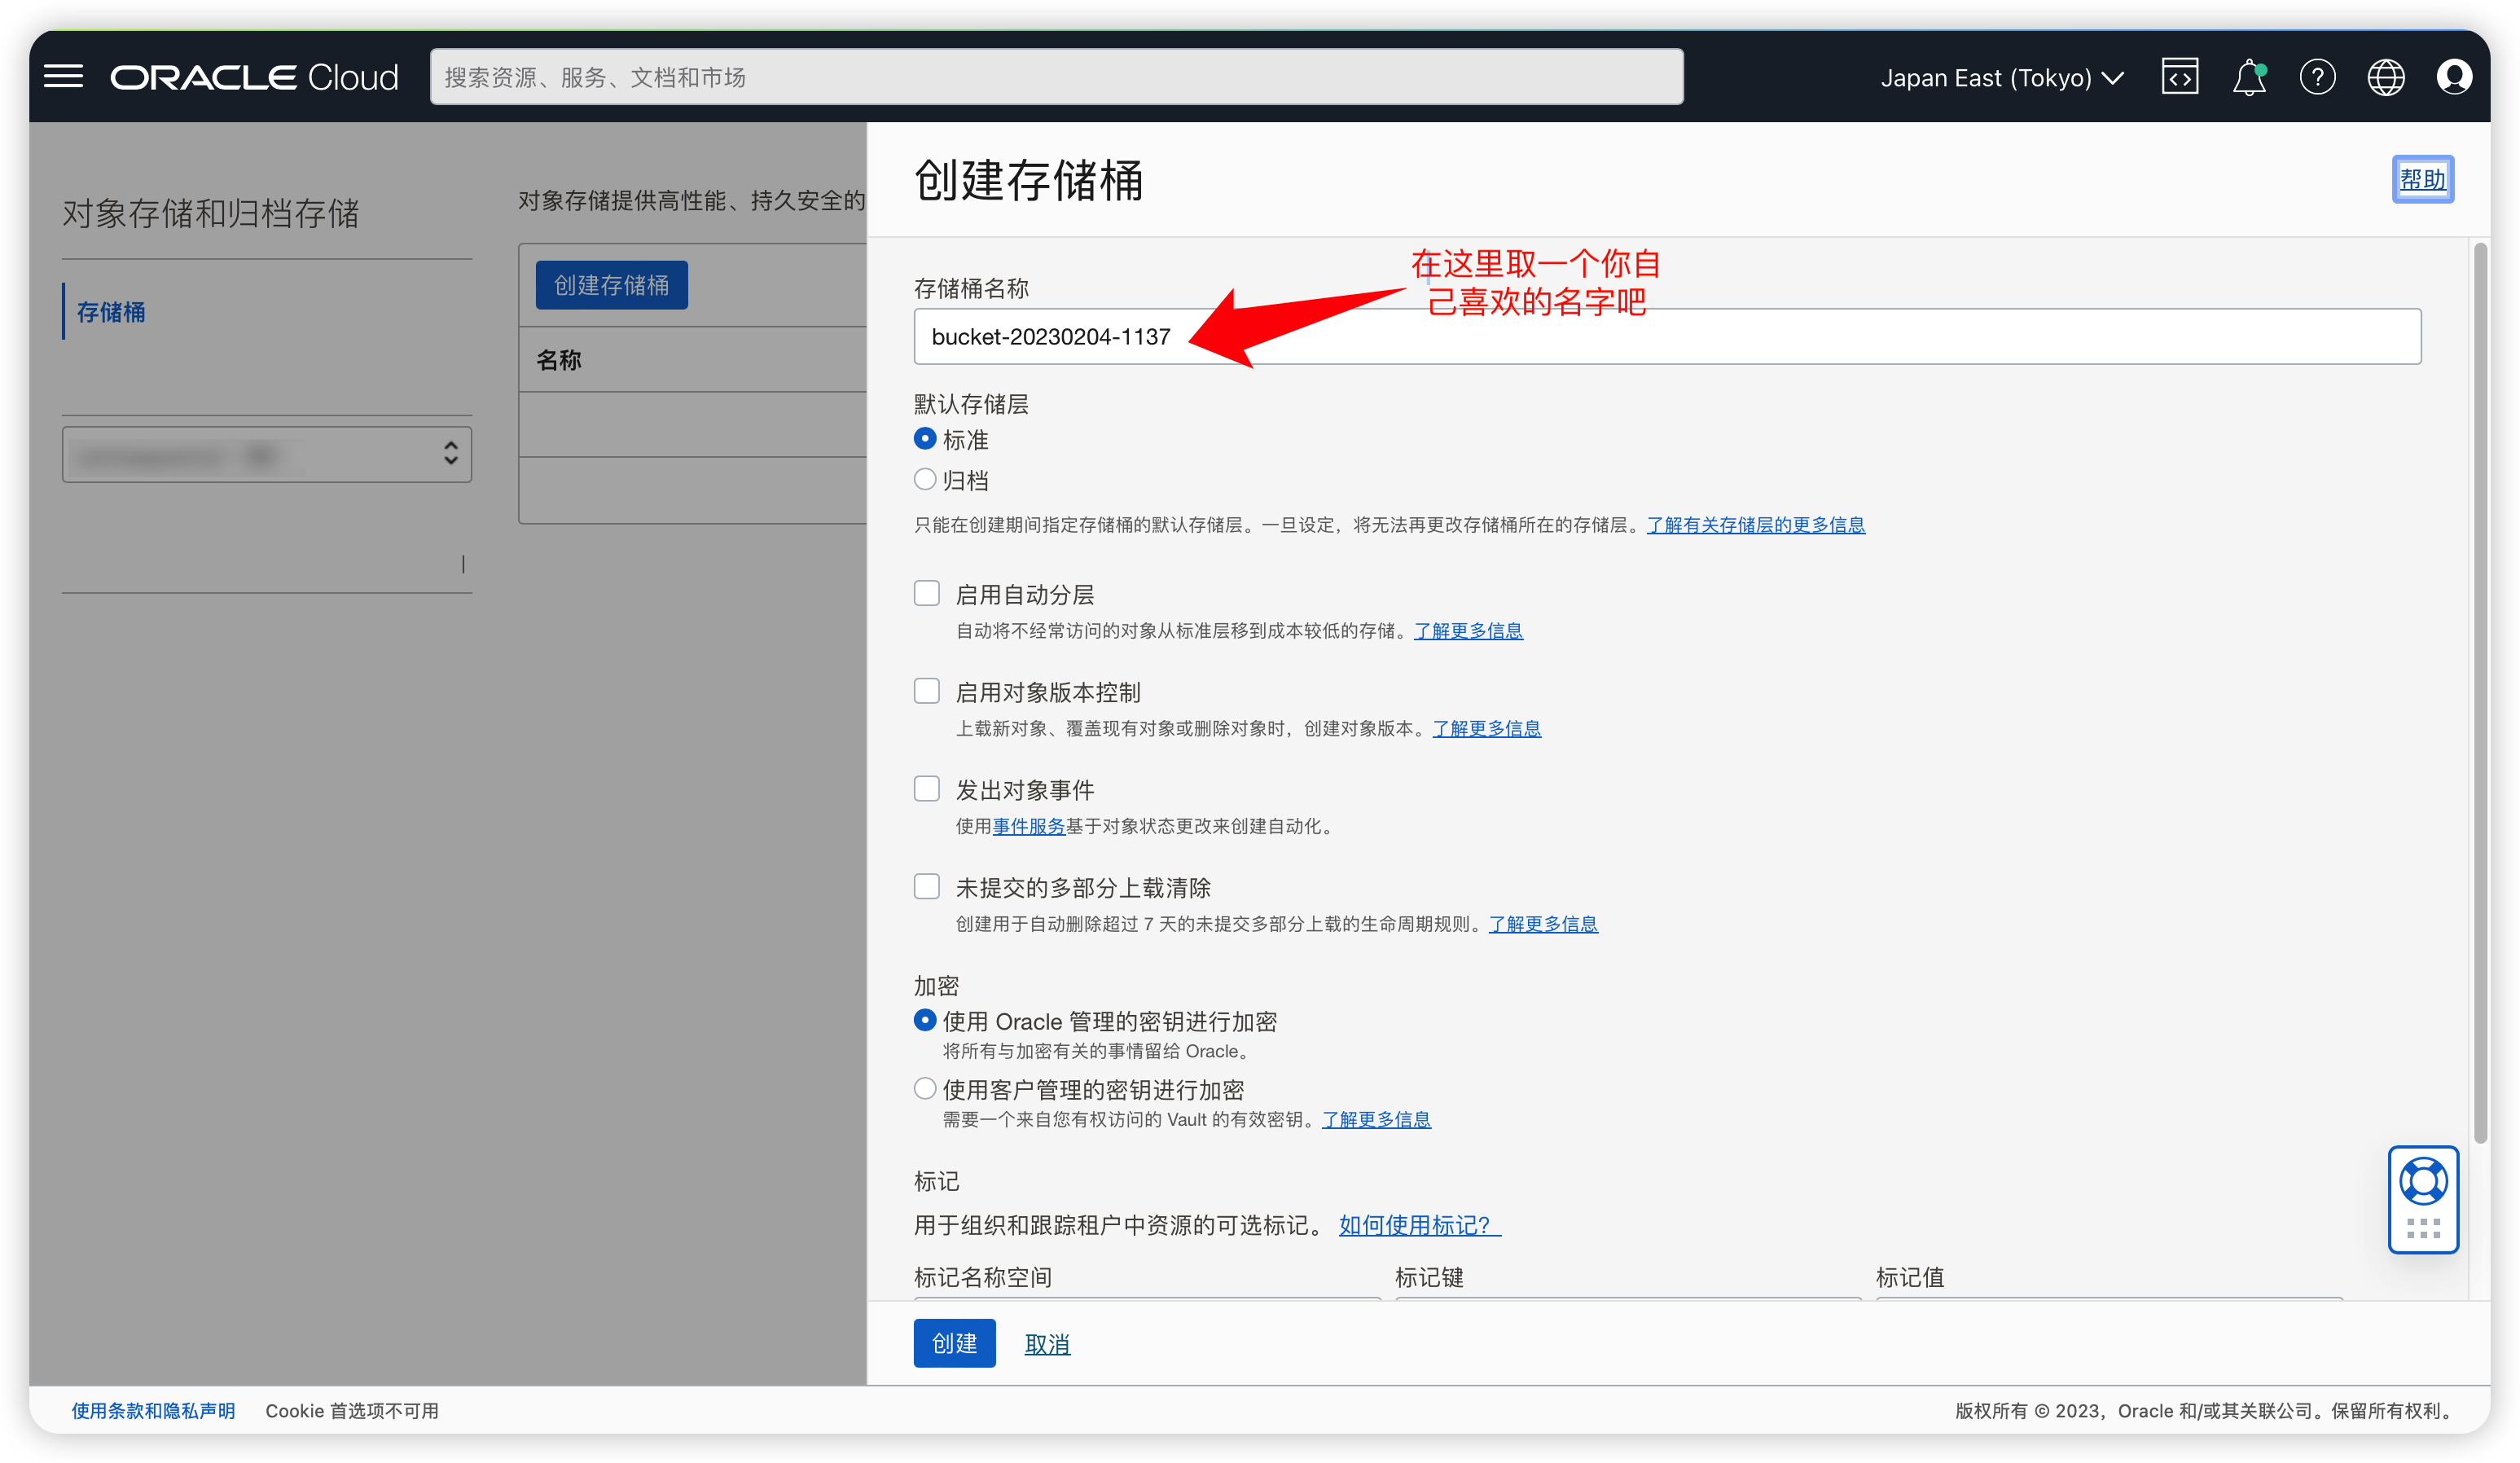 ORACLE Cloud
搜索资源、服务、文档和市场
Japan East (Tokyo)
对象存储和归档存储
存储桶
对象存储提供高性能、持久安全的
创建存储桶
名称
创建存储桶
帮助
在这里取一个你自
己喜欢的名字吧
存储桶名称
bucket-20230204-1137
默认存储层
标准
归档
只能在创建期间指定存储桶的默认存储层。一旦设定，将无法再更改存储桶所在的存储层。了解有关存储层的更多信息
启用自动分层
自动将不经常访问的对象从标准层移到成本较低的存储。了解更多信息
启用对象版本控制
上载新对象、覆盖现有对象或删除对象时，创建对象版本。了解更多信息
发出对象事件
使用事件服务基于对象状态更改来创建自动化。
未提交的多部分上载清除
创建用于自动删除超过 7 天的未提交多部分上载的生命周期规则。了解更多信息
加密
使用 Oracle 管理的密钥进行加密
将所有与加密有关的事情留给 Oracle。
使用客户管理的密钥进行加密
需要一个来自您有权访问的 Vault 的有效密钥。了解更多信息
标记
用于组织和跟踪租户中资源的可选标记。 如何使用标记？
标记名称空间
标记键
标记值
创建
取消
使用条款和隐私声明
Cookie 首选项不可用
版权所有 © 2023，Oracle 和/或其关联公司。保留所有权利。